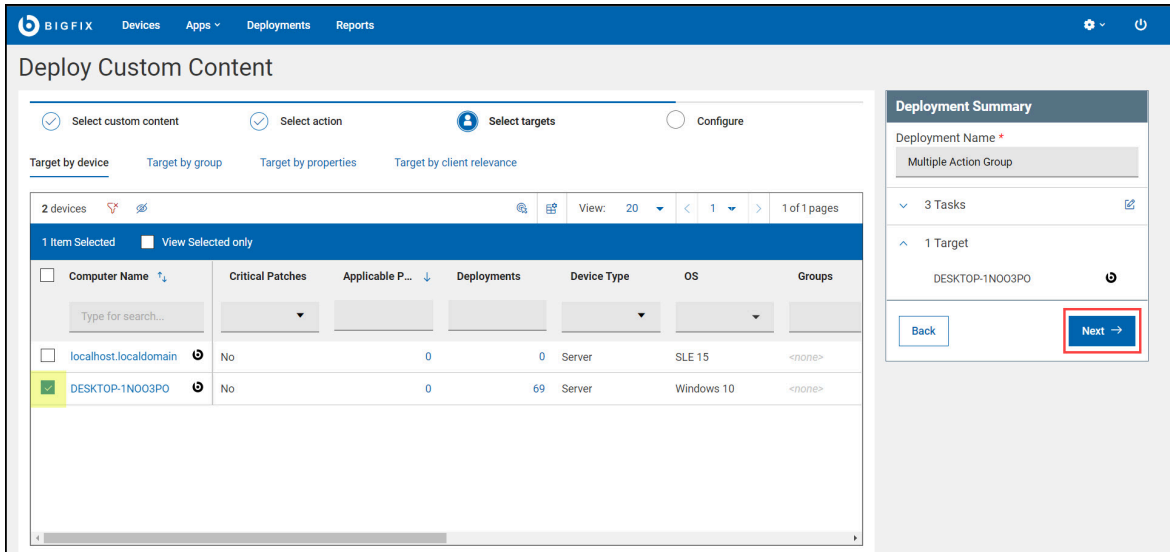 BIGFIX Devices Apps Deployments Reports
Deploy Custom Content
Select custom content Select action Select targets Configure
Target by device Target by group Target by properties Target by client relevance
2 devices View: 20 1 1 of 1 pages
1 Item Selected View Selected only
Computer Name Critical Patches Applicable P... Deployments Device Type OS Groups
Type for search...
localhost.localdomain No 0 0 Server SLE 15 <none>
DESKTOP-1NOO3PO No 0 69 Server Windows 10 <none>
Deployment Summary
Deployment Name *
Multiple Action Group
3 Tasks
1 Target
DESKTOP-1NOO3PO
Back Next →